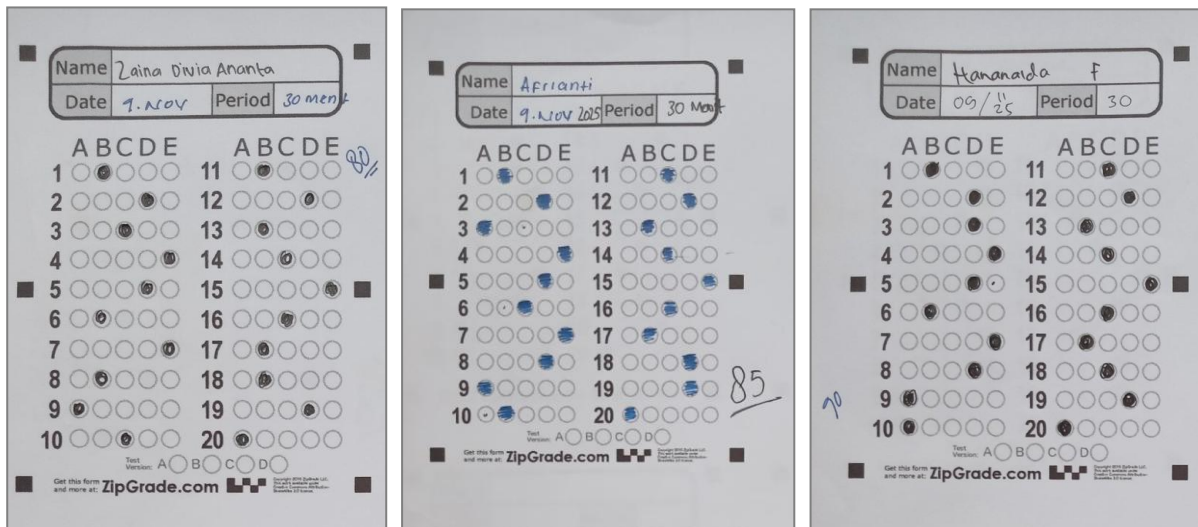 Name Zaina Divia Ananta
Date 9. Nov Period 30 menit
80
A B C D E A B C D E
1 11
2 12
3 13
4 14
5 15
6 16
7 17
8 18
9 19
10 20
Test Version: A B C D
Get this form and more at: ZipGrade.com
Name Afrianti
Date 9. Nov 2025 Period 30 Menit
A B C D E A B C D E
1 11
2 12
3 13
4 14
5 15
6 16
7 17
8 18
9 19
10 20
85
Test Version: A B C D
Get this form and more at: ZipGrade.com
Name Hananaida F
Date 09/11/25 Period 30
A B C D E A B C D E
1 11
2 12
3 13
4 14
5 15
6 16
7 17
8 18
9 19
10 20
90
Test Version: A B C D
Get this form and more at: ZipGrade.com